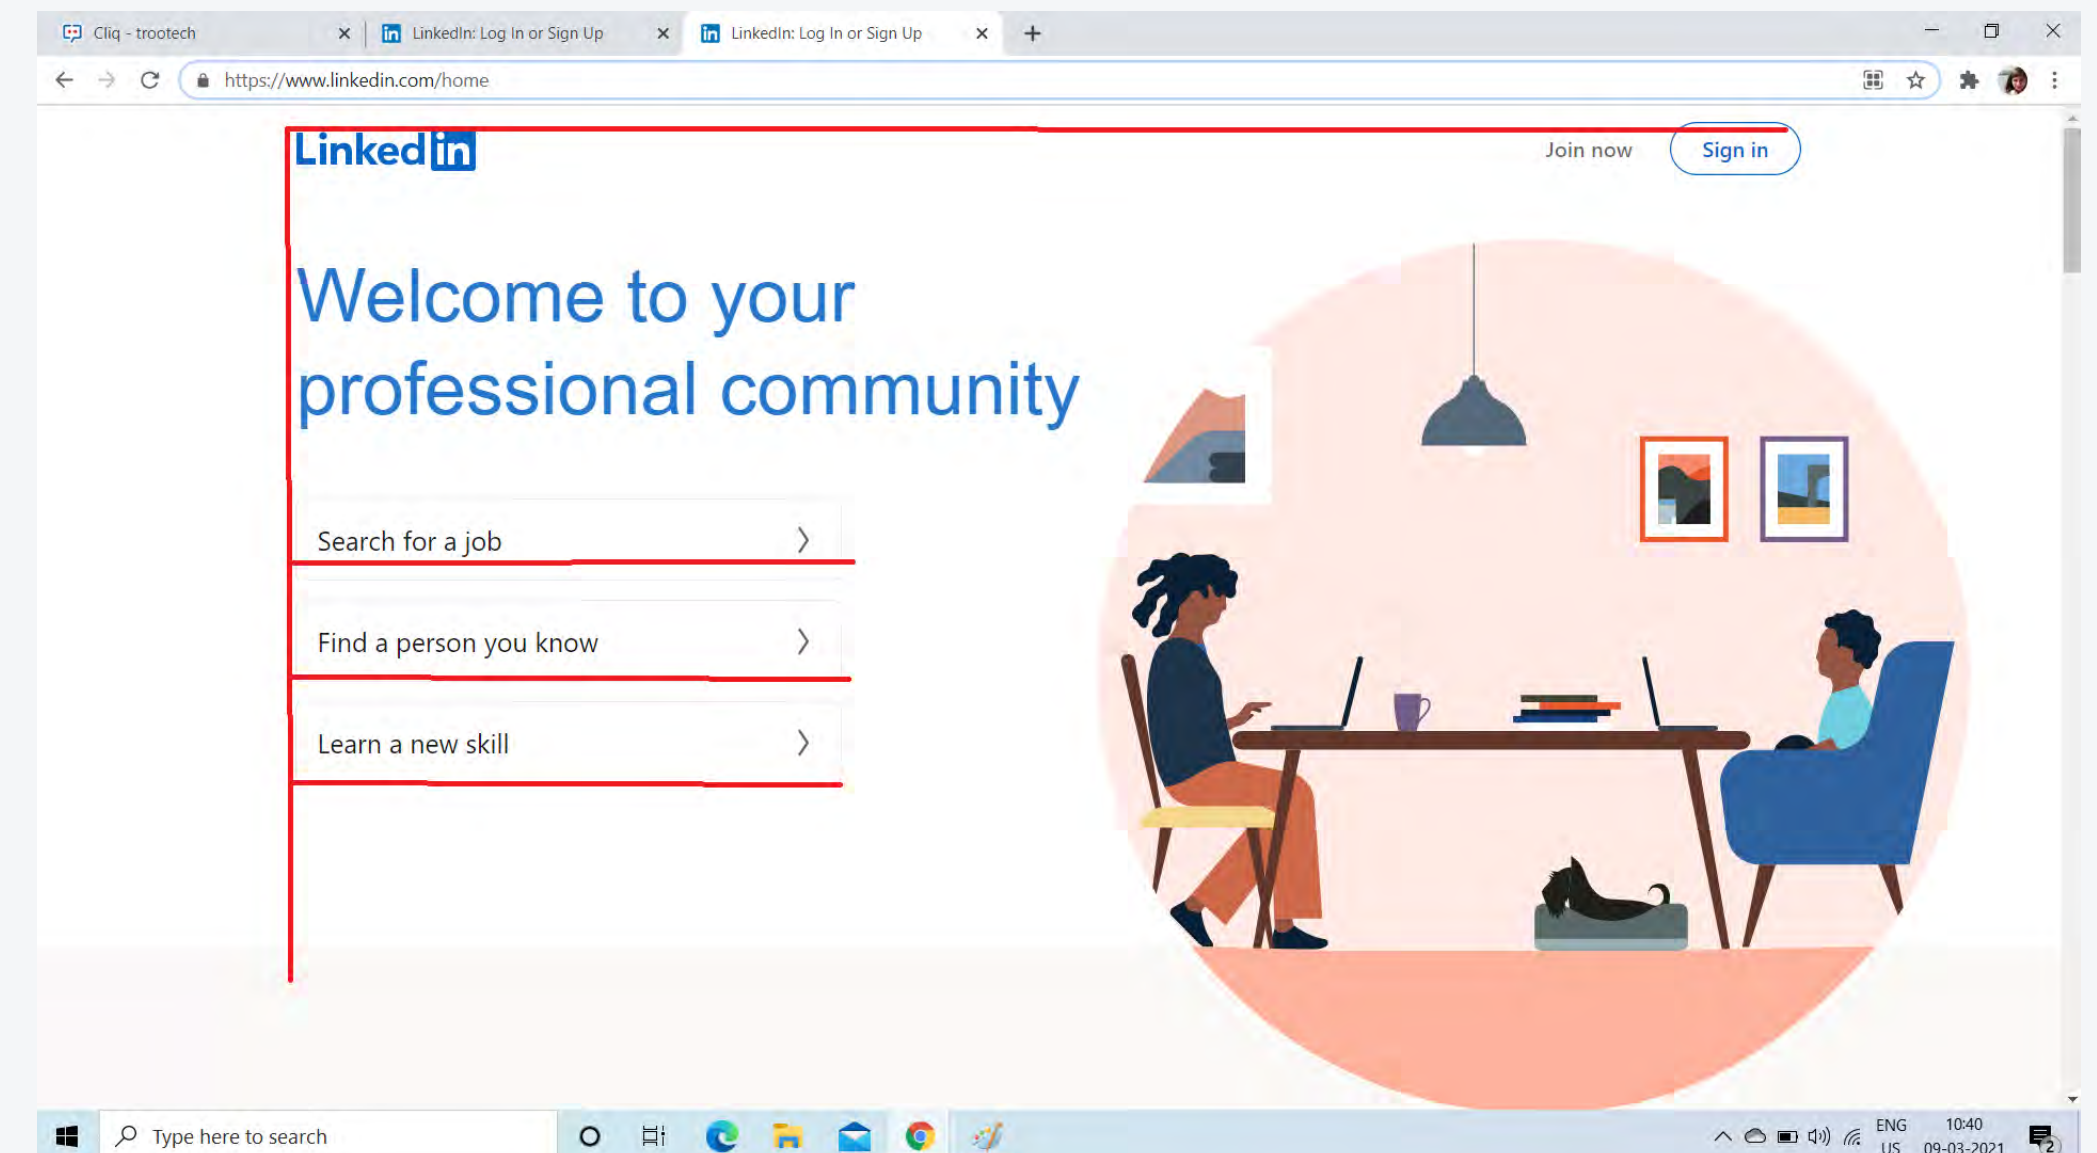 Cliq - trootech
LinkedIn: Log In or Sign Up
LinkedIn: Log In or Sign Up
https://www.linkedin.com/home
Linked in
Join now
Sign in
Welcome to your
professional community
Search for a job
Find a person you know
Learn a new skill
Type here to search
ENG
US
10:40
09-03-2021
2